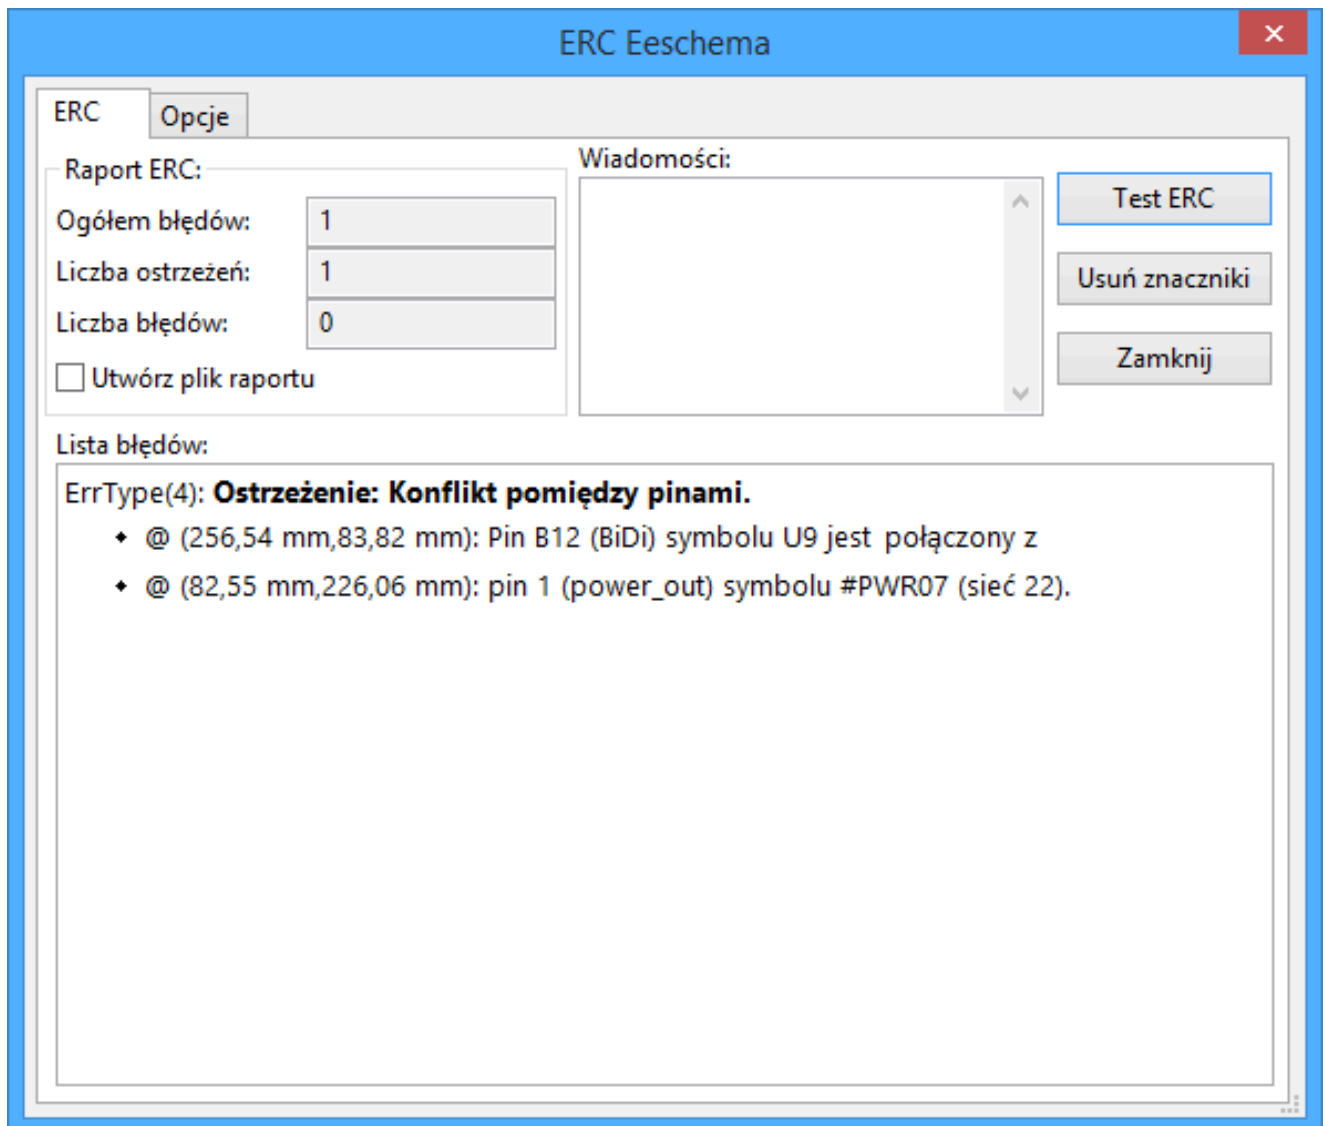 ERC Eeschema
ERC
Opcje
Raport ERC:
Ogółem błędów: 1
Liczba ostrzeżeń: 1
Liczba błędów: 0
Utwórz plik raportu
Wiadomości:
Test ERC
Usuń znaczniki
Zamknij
Lista błędów:
ErrType(4): Ostrzeżenie: Konflikt pomiędzy pinami.
@ (256,54 mm,83,82 mm): Pin B12 (BiDi) symbolu U9 jest połączony z
@ (82,55 mm,226,06 mm): pin 1 (power_out) symbolu #PWR07 (sieć 22).